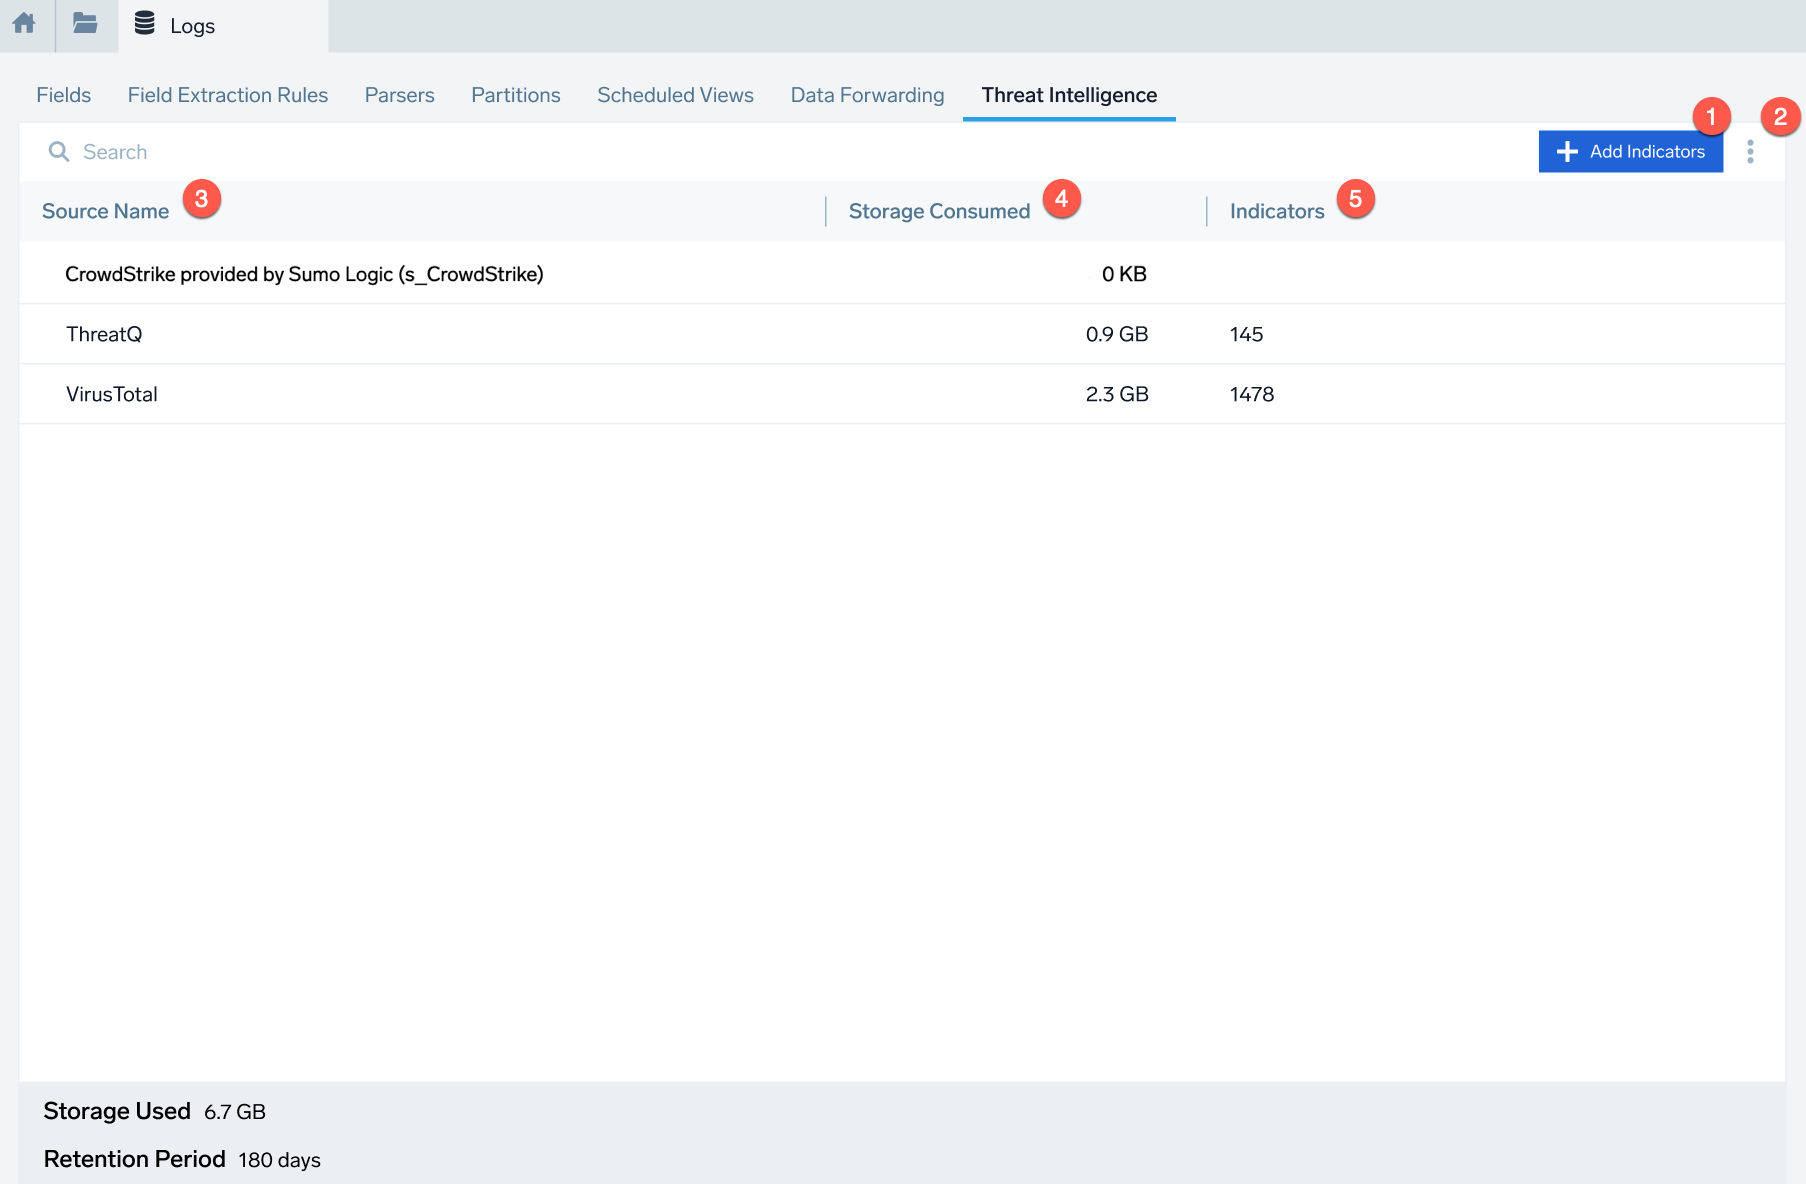 Logs
Fields Field Extraction Rules Parsers Partitions Scheduled Views Data Forwarding Threat Intelligence
1 2
Search Add Indicators
Source Name 3 Storage Consumed 4 Indicators 5
CrowdStrike provided by Sumo Logic (s_CrowdStrike) 0 KB
ThreatQ 0.9 GB 145
VirusTotal 2.3 GB 1478
Storage Used 6.7 GB
Retention Period 180 days